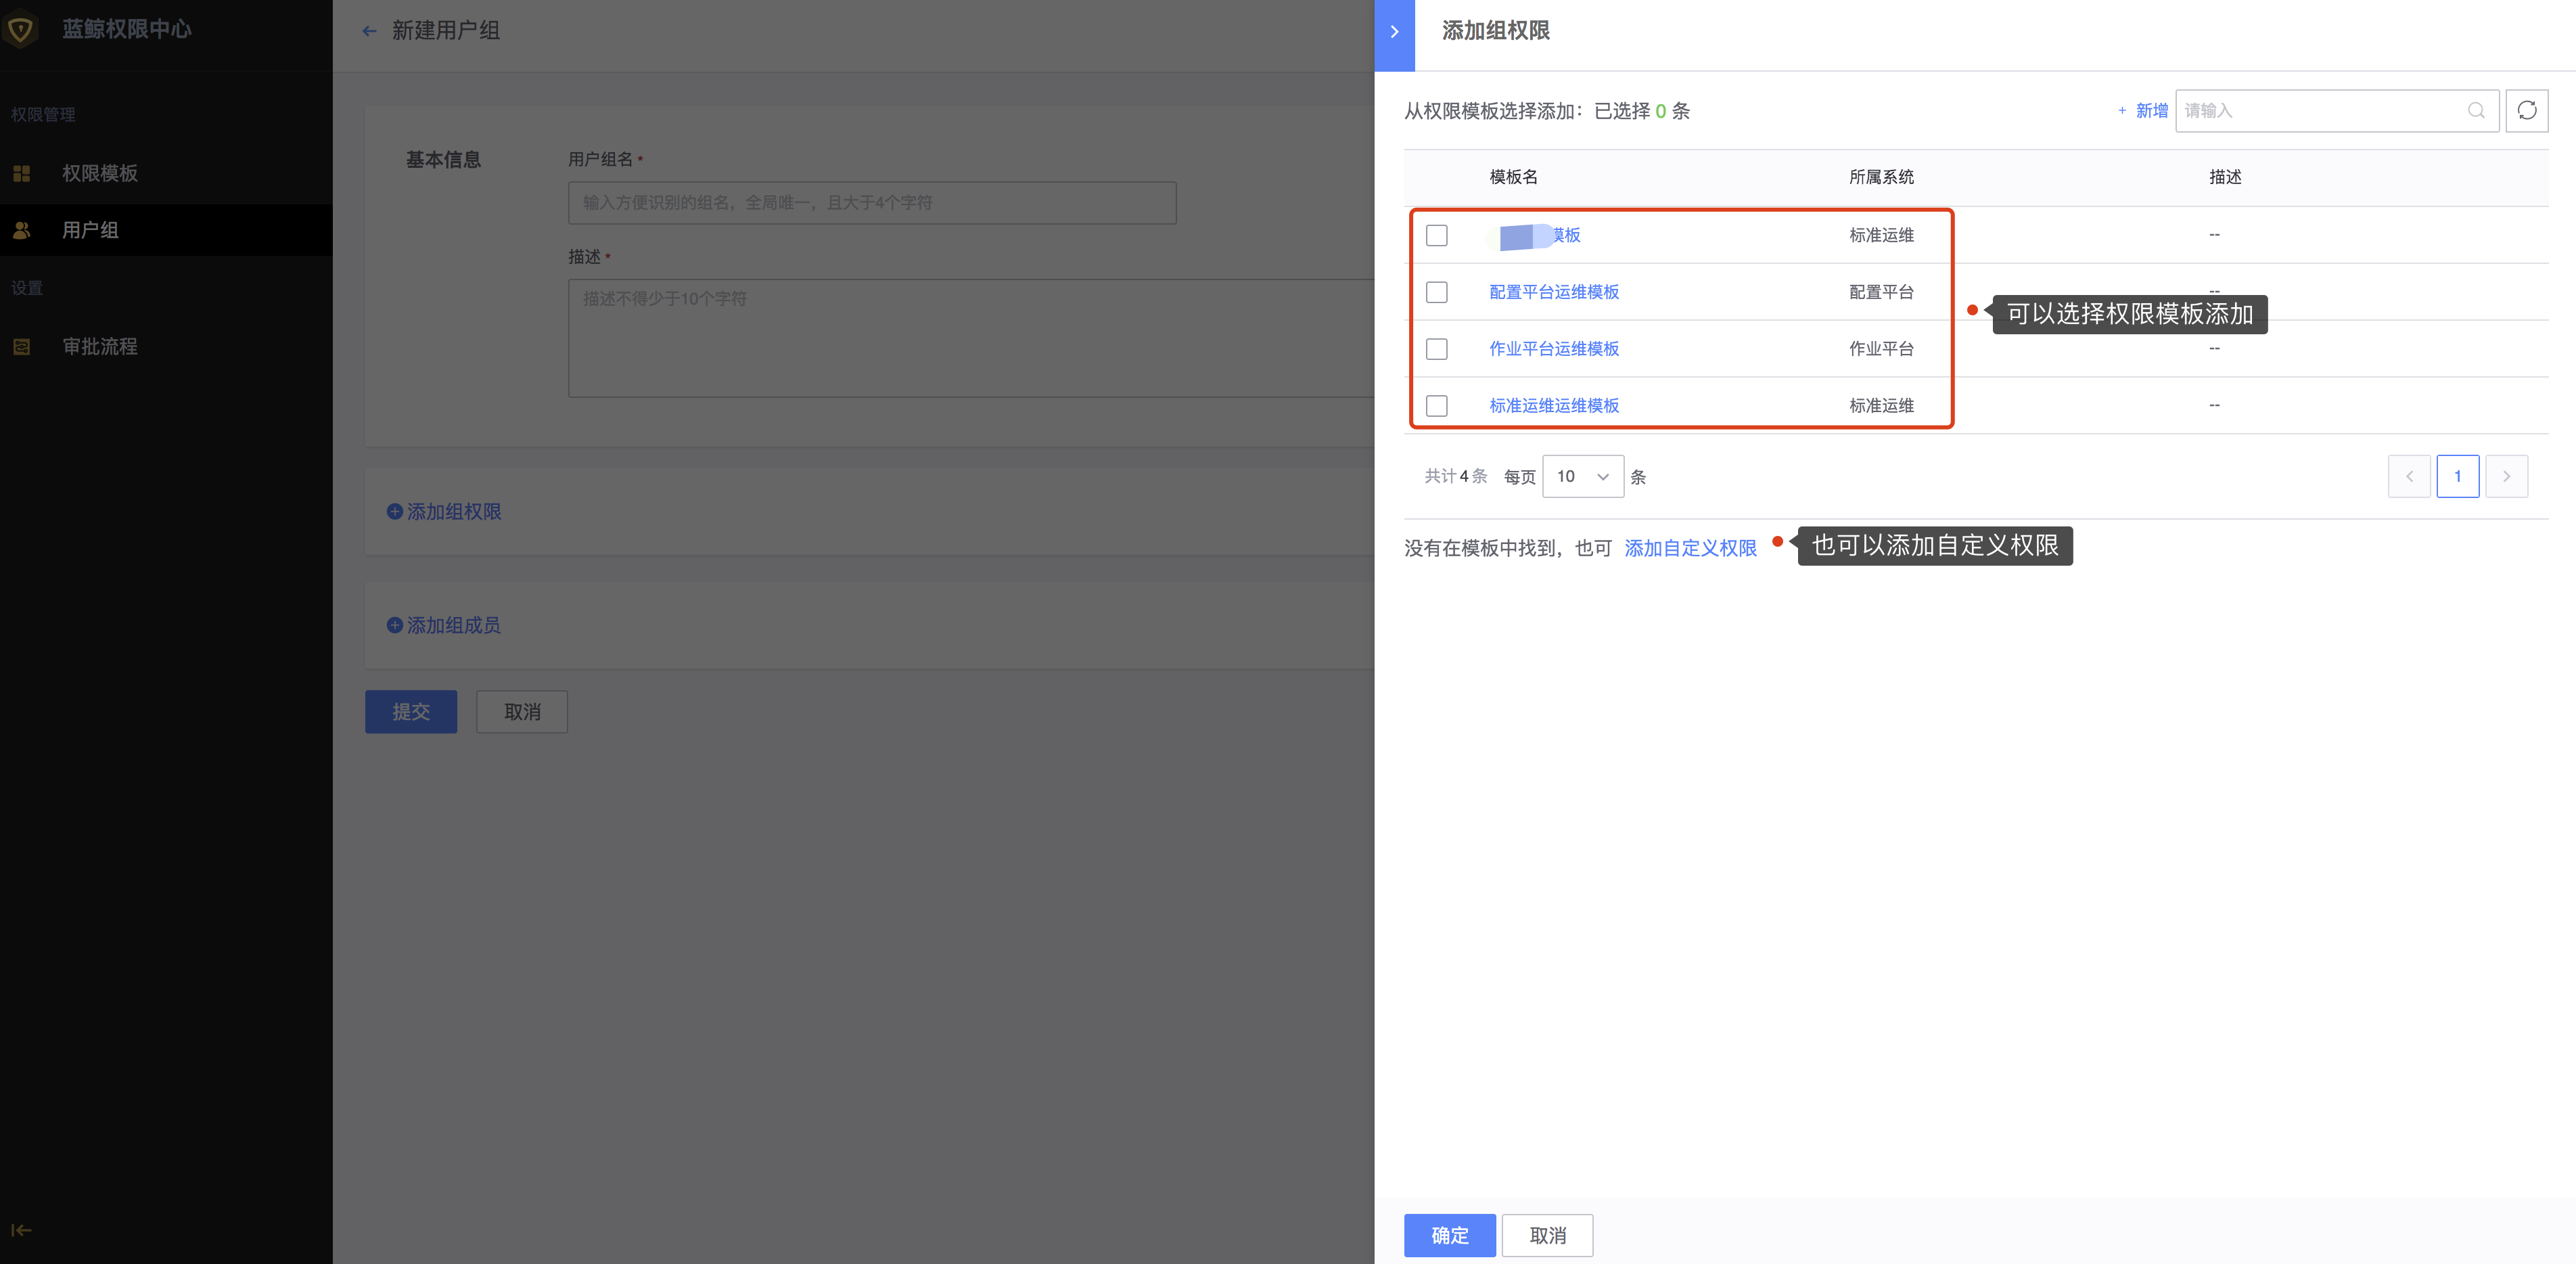 蓝鲸权限中心
权限管理
权限模板
用户组
设置
审批流程
新建用户组
基本信息
用户组名 *
输入方便识别的组名，全局唯一，且大于4个字符
描述 *
描述不得少于10个字符
添加组权限
添加组成员
提交 取消
添加组权限
从权限模板选择添加：已选择 0 条
+ 新增 请输入
模板名 所属系统 描述
模板 标准运维 --
配置平台运维模板 配置平台 --
可以选择权限模板添加
作业平台运维模板 作业平台 --
标准运维运维模板 标准运维 --
共计 4 条 每页 10 条 1
没有在模板中找到，也可 添加自定义权限
也可以添加自定义权限
确定 取消